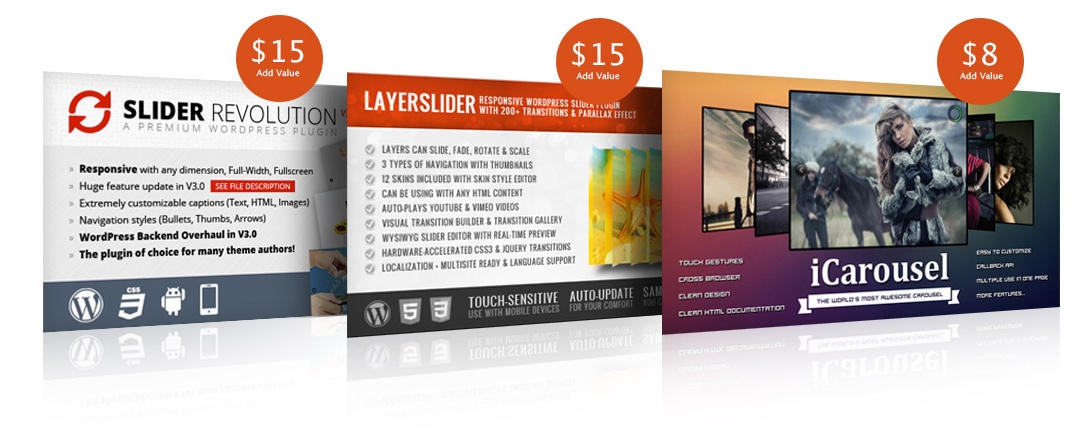 $15
Add Value
SLIDER REVOLUTION
A PREMIUM WORDPRESS PLUGIN
» Responsive with any dimension, Full-Width, Fullscreen
» Huge feature update in V3.0 SEE FILE DESCRIPTION
» Extremely customizable captions (Text, HTML, Images)
» Navigation styles (Bullets, Thumbs, Arrows)
» WordPress Backend Overhaul in V3.0
» The plugin of choice for many theme authors!
CSS
$15
Add Value
LAYERSLIDER
RESPONSIVE WORDPRESS SLIDER PLUGIN
WITH 200+ TRANSITIONS & PARALLAX EFFECT
LAYERS CAN SLIDE, FADE, ROTATE & SCALE
3 TYPES OF NAVIGATION WITH THUMBNAILS
12 SKINS INCLUDED WITH SKIN STYLE EDITOR
CAN BE USING WITH ANY HTML CONTENT
AUTO-PLAYS YOUTUBE & VIMEO VIDEOS
VISUAL TRANSITION BUILDER & TRANSITION GALLERY
WYSIWYG SLIDER EDITOR WITH REAL-TIME PREVIEW
HARDWARE-ACCELERATED CSS3 & JQUERY TRANSITIONS
LOCALIZATION - MULTISITE READY & LANGUAGE SUPPORT
TOUCH-SENSITIVE
USE WITH MOBILE DEVICES
AUTO-UPDATE
FOR YOUR COMFORT
SAM
YOU C
$8
Add Value
TOUCH GESTURES
CROSS BROWSER
CLEAN DESIGN
CLEAN HTML DOCUMENTATION
iCarousel
THE WORLD'S MOST AWESOME CAROUSEL
EASY TO CUSTOMIZE
CALLBACK API
MULTIPLE USE IN ONE PAGE
MORE FEATURES...